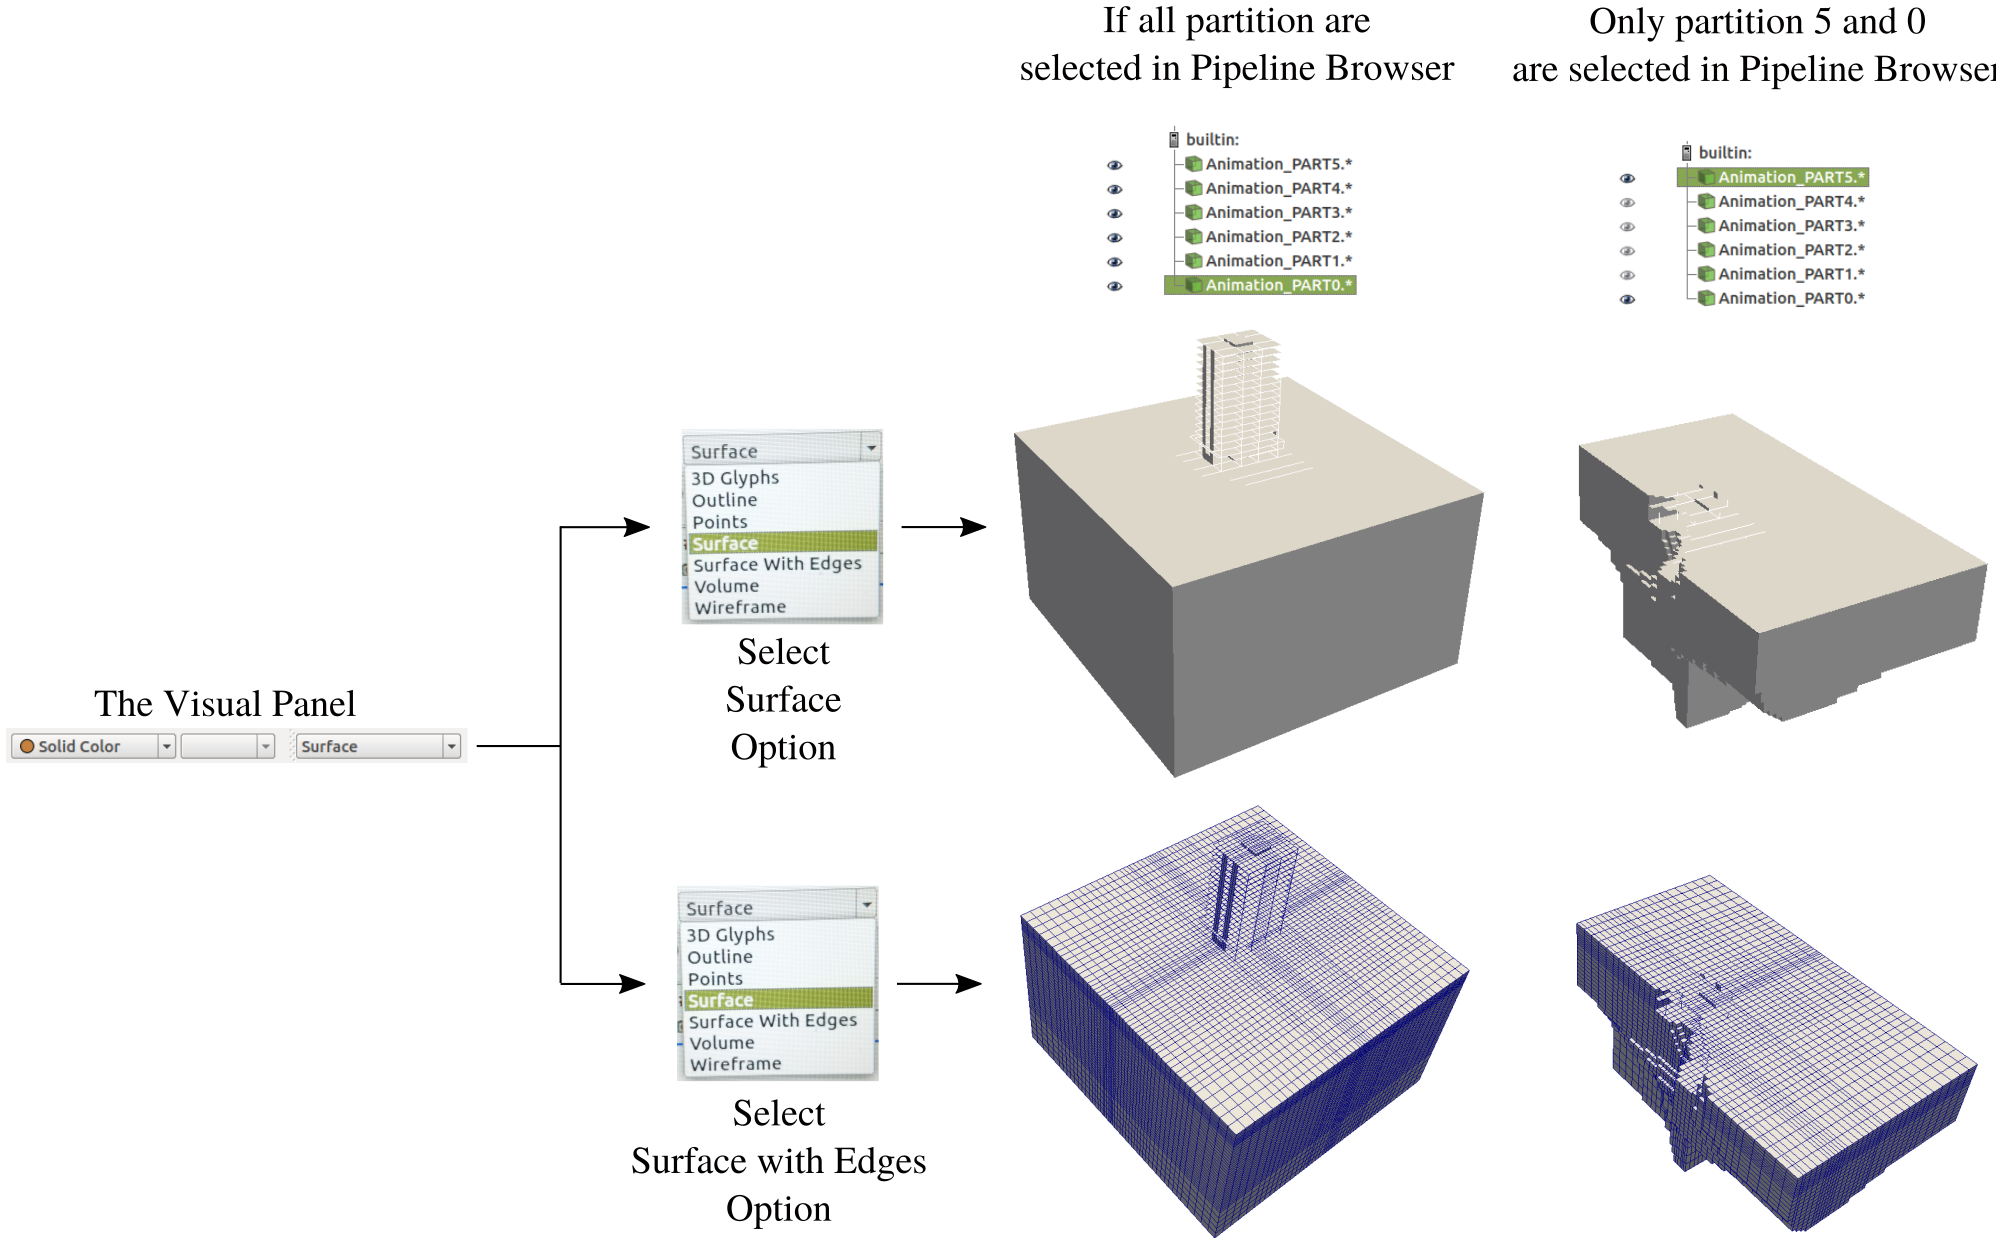 If all partition are
selected in Pipeline Browser
Only partition 5 and 0
are selected in Pipeline Browser
builtin:
Animation_PART5.*
Animation_PART4.*
Animation_PART3.*
Animation_PART2.*
Animation_PART1.*
Animation_PART0.*
builtin:
Animation_PART5.*
Animation_PART4.*
Animation_PART3.*
Animation_PART2.*
Animation_PART1.*
Animation_PART0.*
The Visual Panel
Solid Color
Surface
Surface
3D Glyphs
Outline
Points
Surface
Surface With Edges
Volume
Wireframe
Select
Surface
Option
Surface
3D Glyphs
Outline
Points
Surface
Surface With Edges
Volume
Wireframe
Select
Surface with Edges
Option